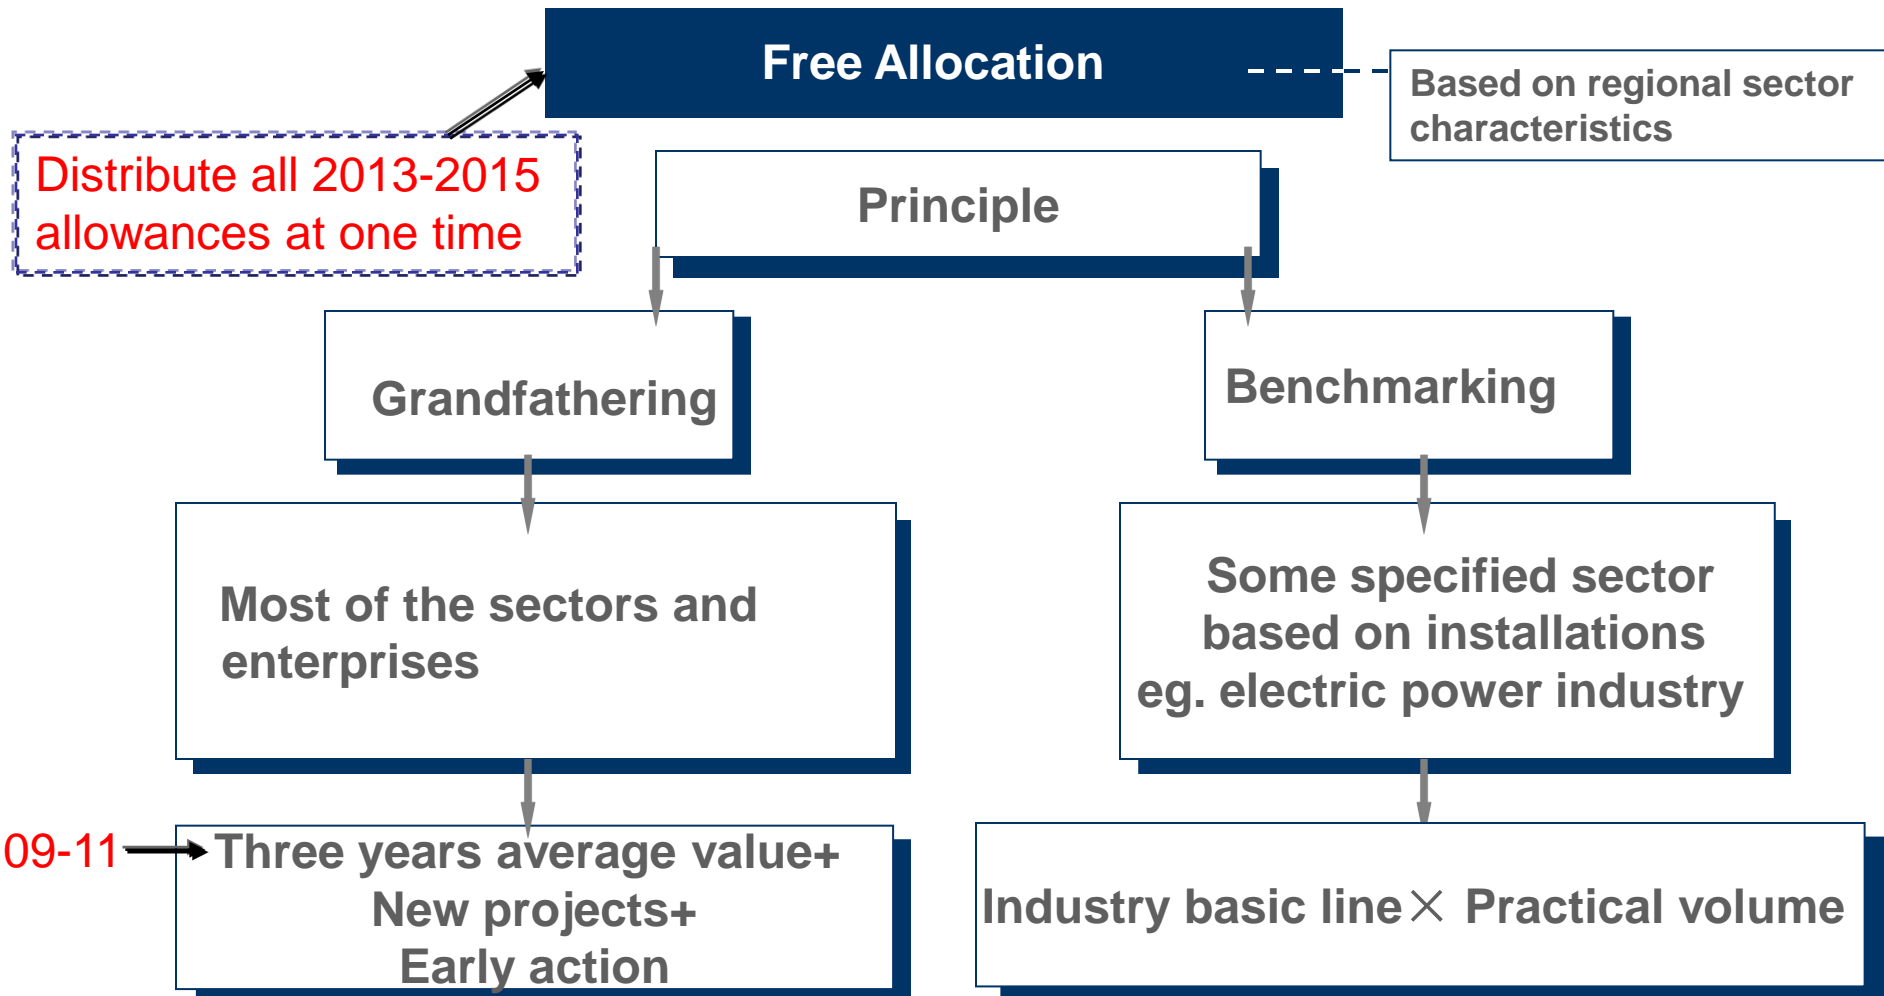 Free Allocation
Based on regional sector
characteristics
Distribute all 2013-2015
allowances at one time
Principle
Grandfathering
Benchmarking
Most of the sectors and
enterprises
Some specified sector
based on installations
eg. electric power industry
09-11
Three years average value+
New projects+
Early action
Industry basic line× Practical volume